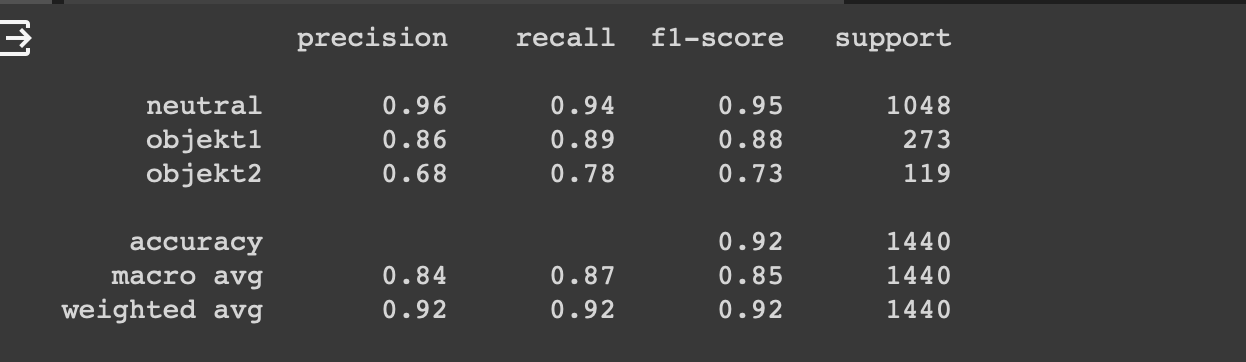 precision recall f1-score support
neutral 0.96 0.94 0.95 1048
objekt1 0.86 0.89 0.88 273
objekt2 0.68 0.78 0.73 119
accuracy 0.92 1440
macro avg 0.84 0.87 0.85 1440
weighted avg 0.92 0.92 0.92 1440